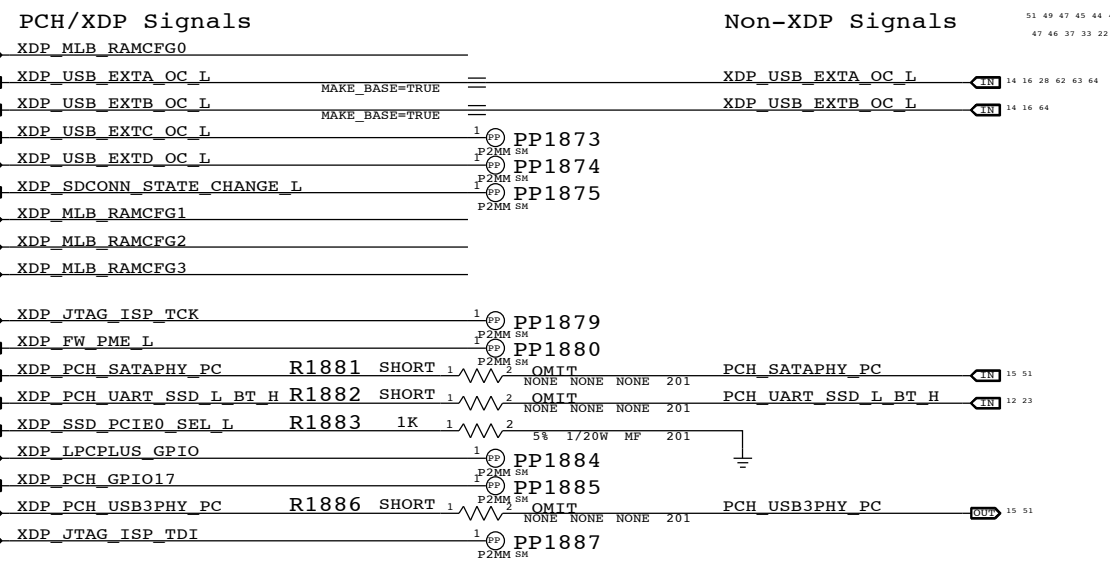 PCH/XDP Signals Non-XDP Signals 51 49 47 45 44
47 46 37 33 22
XDP_MLB_RAMCFG0
XDP_USB_EXTA_OC_L MAKE_BASE=TRUE XDP_USB_EXTA_OC_L IN 14 16 28 62 63 64
XDP_USB_EXTB_OC_L MAKE_BASE=TRUE XDP_USB_EXTB_OC_L IN 14 16 64
XDP_USB_EXTC_OC_L 1 PP PP1873
P2MM SM
XDP_USB_EXTD_OC_L 1 PP PP1874
P2MM SM
XDP_SDCONN_STATE_CHANGE_L 1 PP PP1875
P2MM SM
XDP_MLB_RAMCFG1
XDP_MLB_RAMCFG2
XDP_MLB_RAMCFG3
XDP_JTAG_ISP_TCK 1 PP PP1879
P2MM SM
XDP_FW_PME_L 1 PP PP1880
P2MM SM
XDP_PCH_SATAPHY_PC R1881 SHORT 1 2 OMIT PCH_SATAPHY_PC IN 15 51
NONE NONE NONE 201
XDP_PCH_UART_SSD_L_BT_H R1882 SHORT 1 2 OMIT PCH_UART_SSD_L_BT_H IN 12 23
NONE NONE NONE 201
XDP_SSD_PCIE0_SEL_L R1883 1K 1 2
5% 1/20W MF 201
XDP_LPCPLUS_GPIO 1 PP PP1884
P2MM SM
XDP_PCH_GPIO17 1 PP PP1885
P2MM SM
XDP_PCH_USB3PHY_PC R1886 SHORT 1 2 OMIT PCH_USB3PHY_PC OUT 15 51
NONE NONE NONE 201
XDP_JTAG_ISP_TDI 1 PP PP1887
P2MM SM